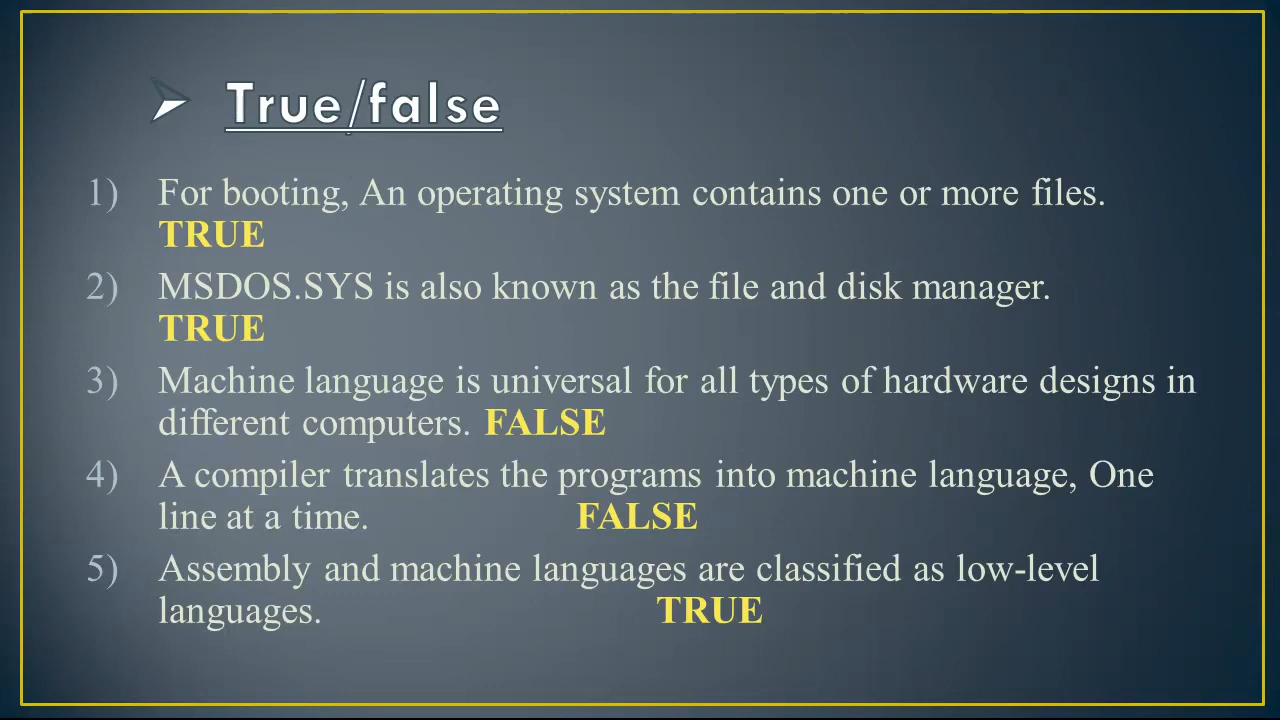 ➢ True/false
1) For booting, An operating system contains one or more files.
TRUE
2) MSDOS.SYS is also known as the file and disk manager.
TRUE
3) Machine language is universal for all types of hardware designs in
different computers. FALSE
4) A compiler translates the programs into machine language, One
line at a time. FALSE
5) Assembly and machine languages are classified as low-level
languages. TRUE